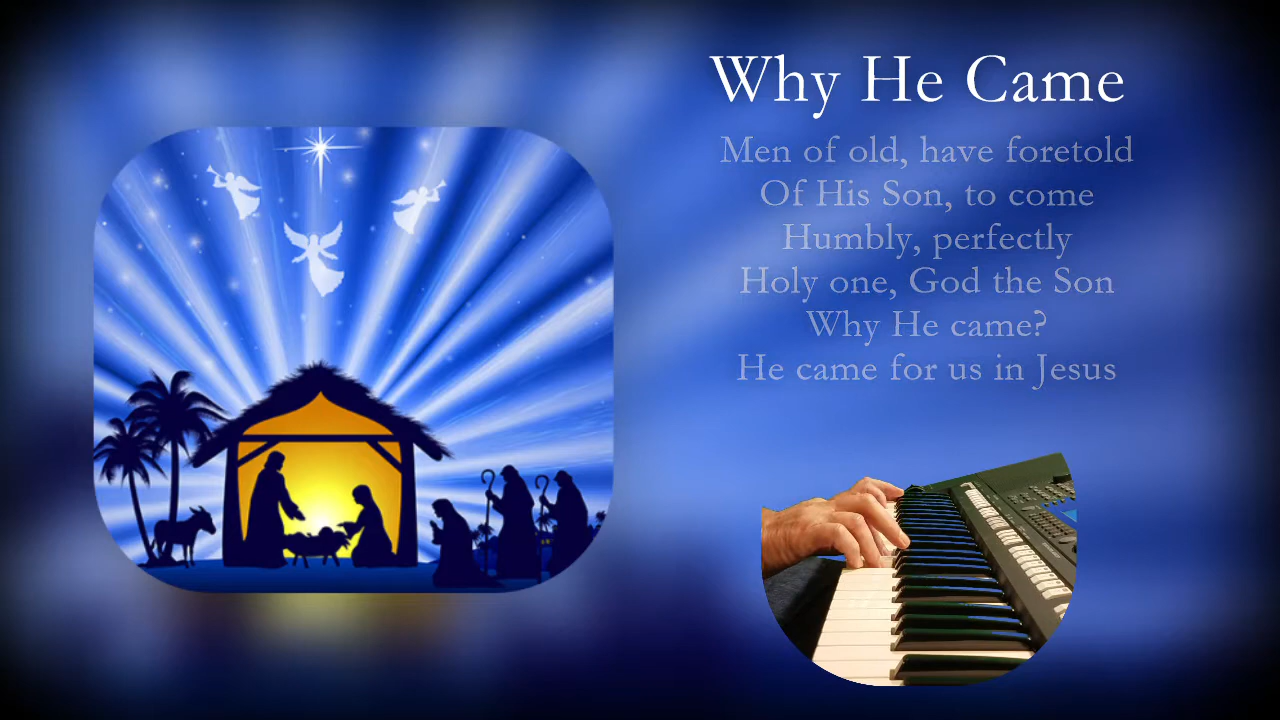 Why He Came
Men of old, have foretold
Of His Son, to come
Humbly, perfectly
Holy one, God the Son
Why He came?
He came for us in Jesus